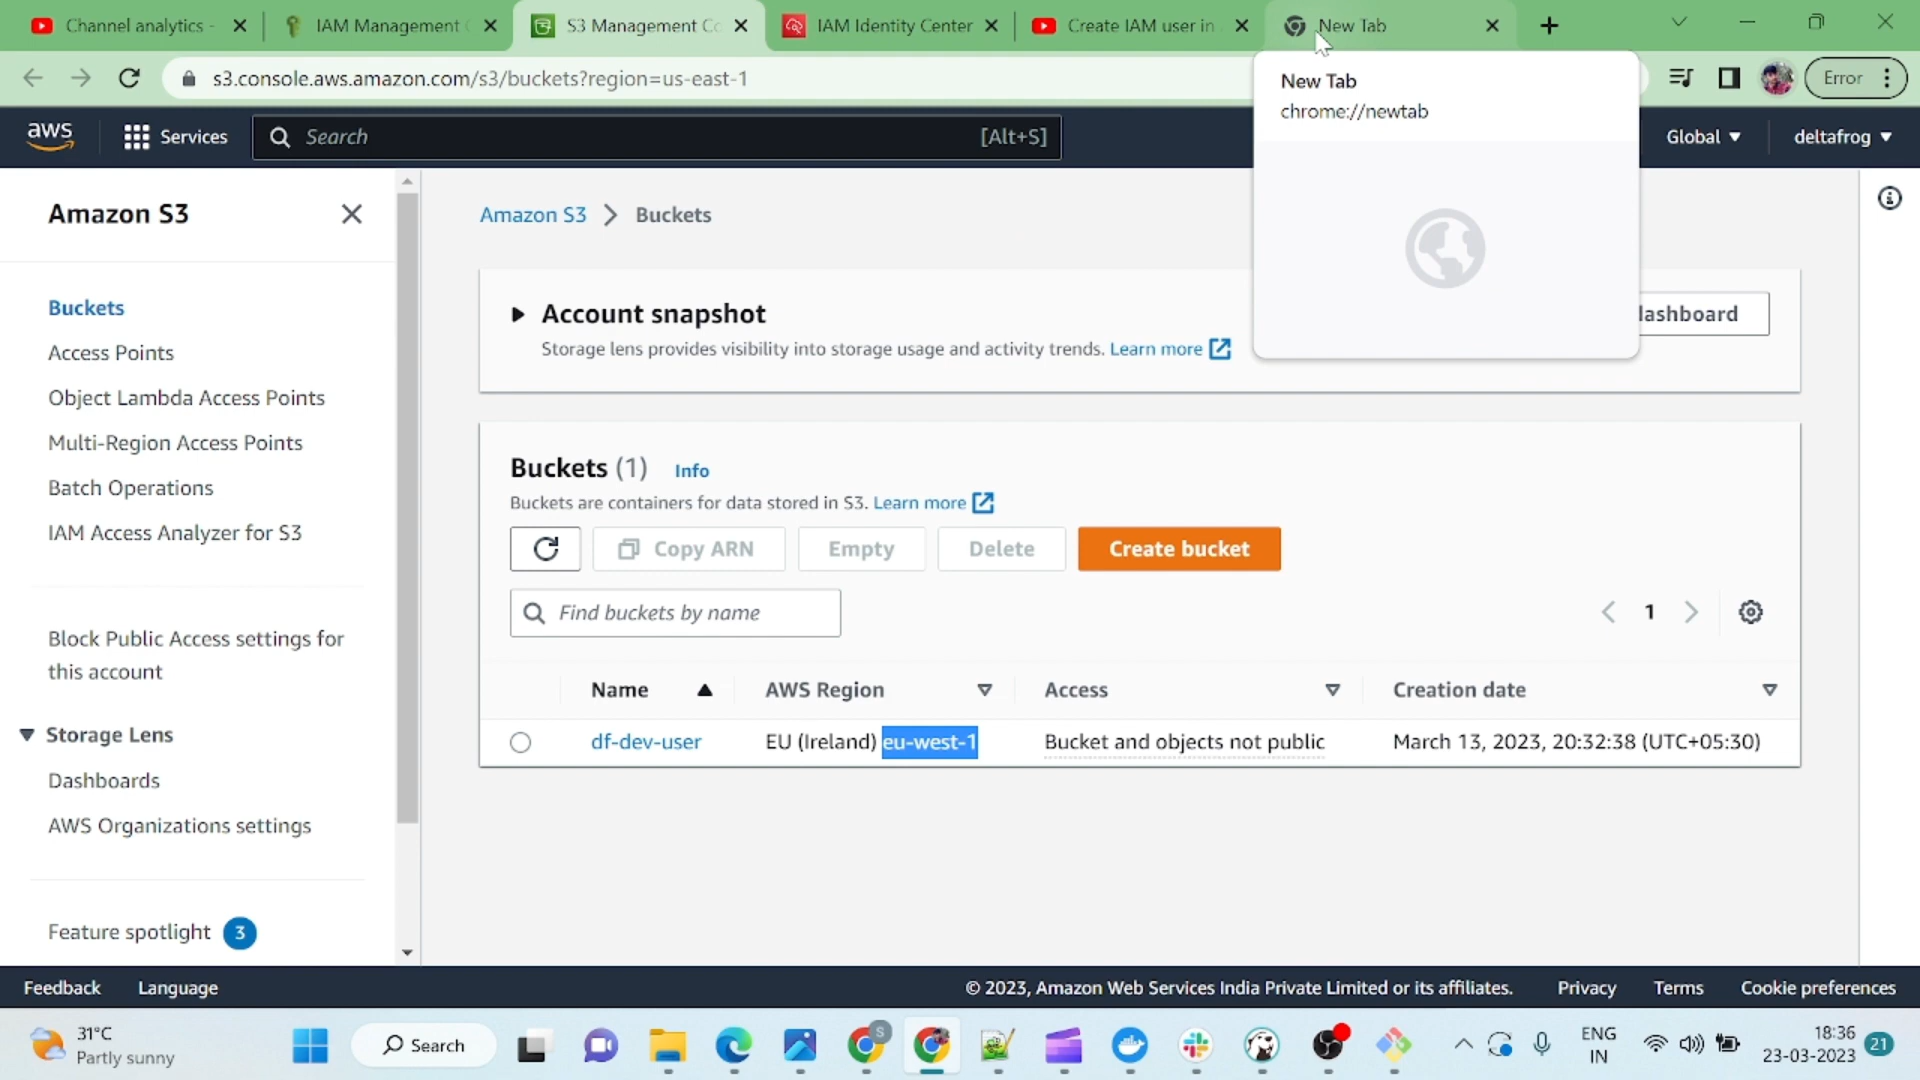 Channel analytics -
IAM Management C
S3 Management Co
IAM Identity Center
Create IAM user in
New Tab
s3.console.aws.amazon.com/s3/buckets?region=us-east-1
Error
New Tab
chrome://newtab
aws
Services
Search
[Alt+S]
Global
deltafrog
Amazon S3
Buckets
Access Points
Object Lambda Access Points
Multi-Region Access Points
Batch Operations
IAM Access Analyzer for S3
Block Public Access settings for
this account
Storage Lens
Dashboards
AWS Organizations settings
Feature spotlight 3
Amazon S3 > Buckets
Account snapshot
Storage lens provides visibility into storage usage and activity trends. Learn more
dashboard
Buckets (1) Info
Buckets are containers for data stored in S3. Learn more
Copy ARN
Empty
Delete
Create bucket
Find buckets by name
1
Name AWS Region Access Creation date
df-dev-user EU (Ireland) eu-west-1 Bucket and objects not public March 13, 2023, 20:32:38 (UTC+05:30)
Feedback
Language
© 2023, Amazon Web Services India Private Limited or its affiliates.
Privacy
Terms
Cookie preferences
31°C
Partly sunny
Search
S
ENG
IN
18:36
23-03-2023
21